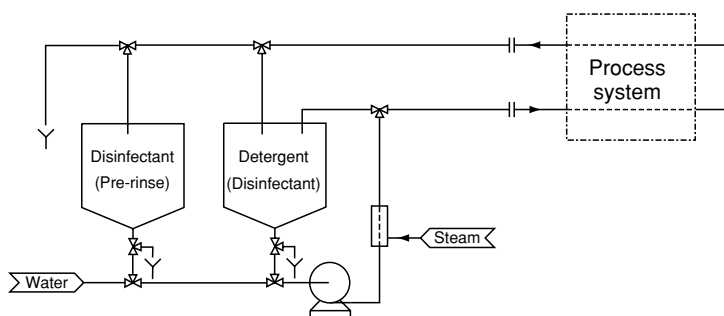 Process
system
Disinfectant
(Pre-rinse)
Detergent
(Disinfectant)
Steam
Water